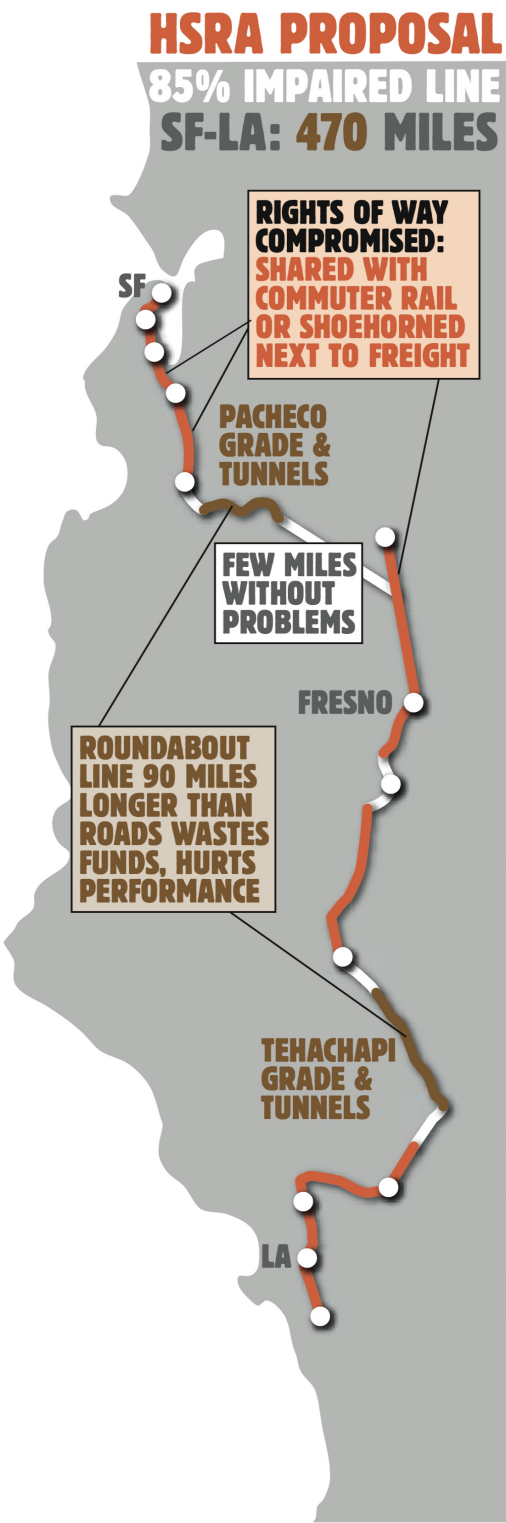 HSRA PROPOSAL
85% IMPAIRED LINE
SF-LA: 470 MILES
RIGHTS OF WAY
COMPROMISED:
SHARED WITH
COMMUTER RAIL
OR SHOEHORNED
NEXT TO FREIGHT
SF
PACHECO
GRADE &
TUNNELS
FEW MILES
WITHOUT
PROBLEMS
FRESNO
ROUNDABOUT
LINE 90 MILES
LONGER THAN
ROADS WASTES
FUNDS, HURTS
PERFORMANCE
TEHACHAPI
GRADE &
TUNNELS
LA